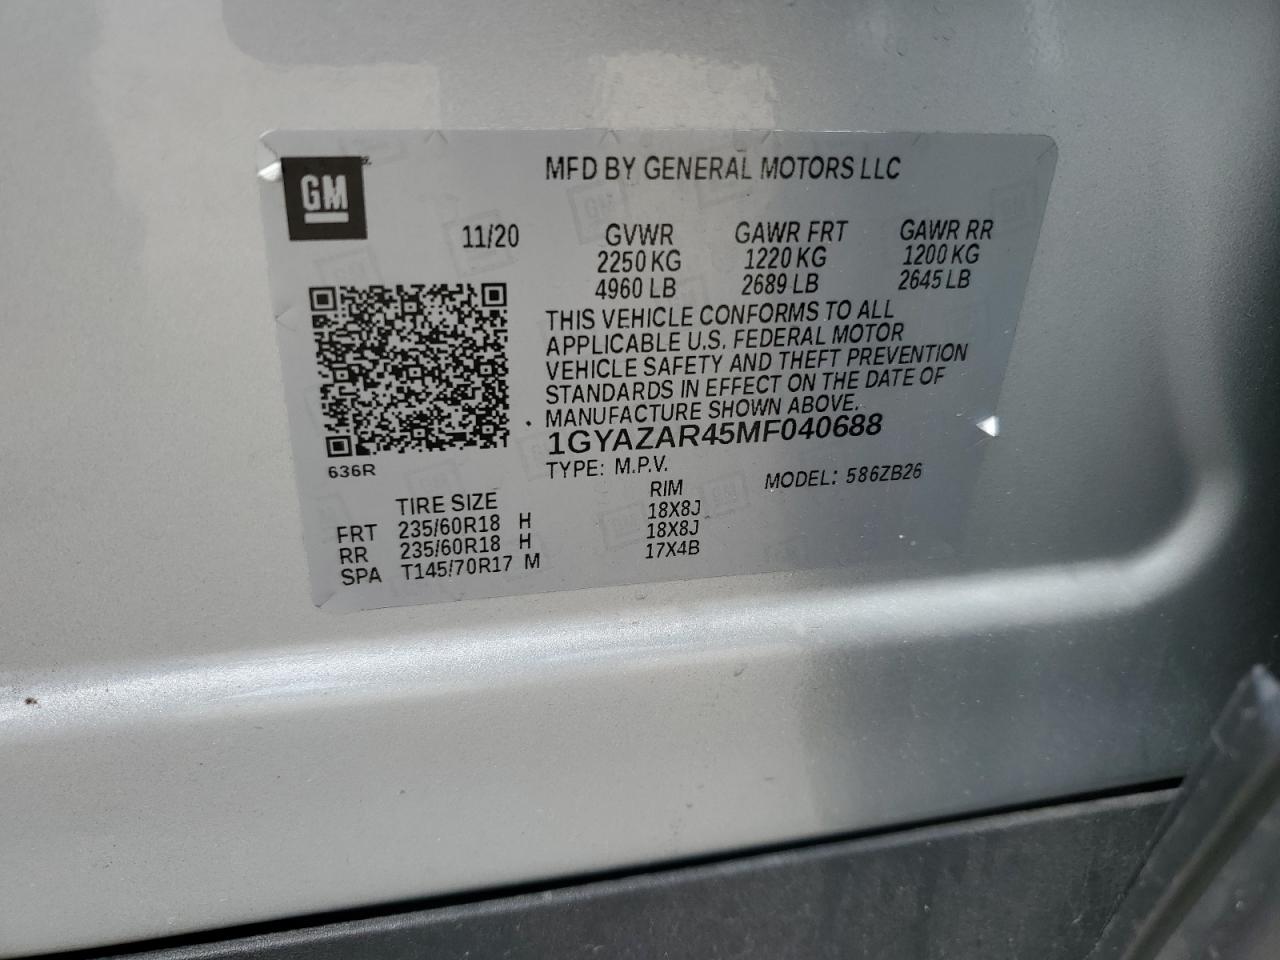 GM
MFD BY GENERAL MOTORS LLC
11/20 GVWR GAWR FRT GAWR RR
2250 KG 1220 KG 1200 KG
4960 LB 2689 LB 2645 LB
THIS VEHICLE CONFORMS TO ALL
APPLICABLE U.S. FEDERAL MOTOR
VEHICLE SAFETY AND THEFT PREVENTION
STANDARDS IN EFFECT ON THE DATE OF
MANUFACTURE SHOWN ABOVE.
1GYAZAR45MF040688
636R TYPE: M.P.V. MODEL: 586ZB26
TIRE SIZE RIM
FRT 235/60R18 H 18X8J
RR 235/60R18 H 18X8J
SPA T145/70R17 M 17X4B